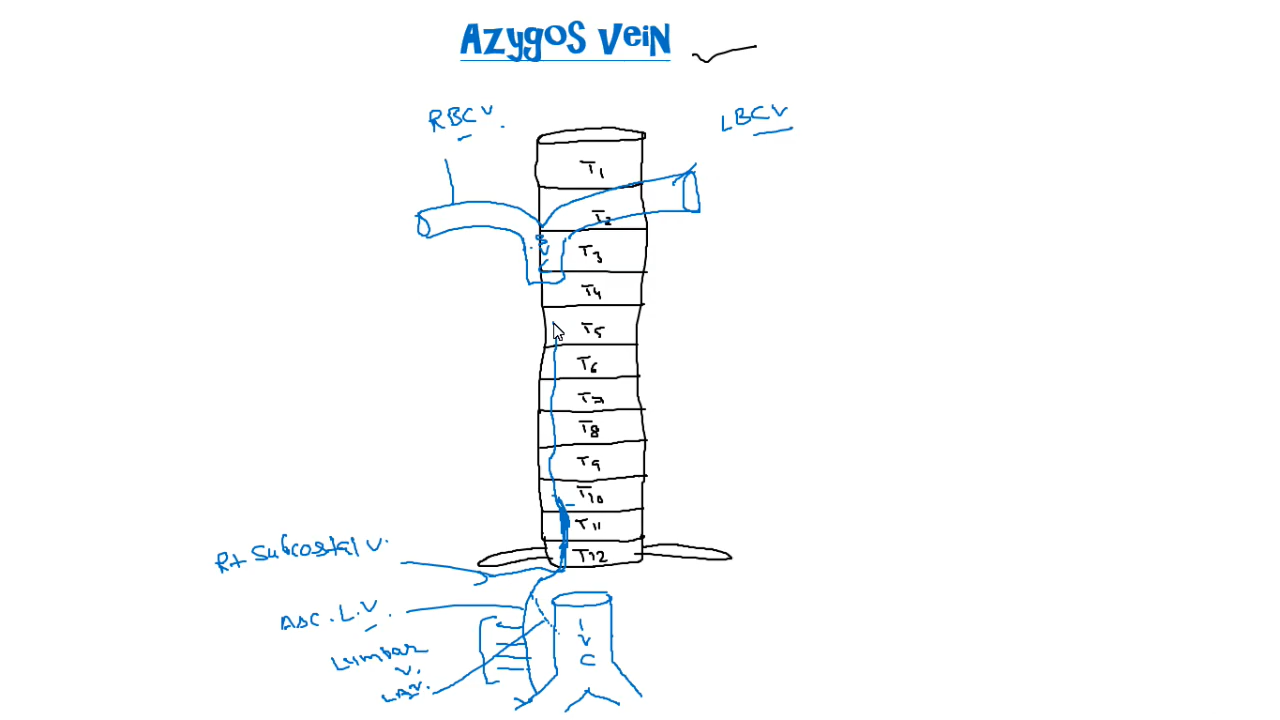 AZygOS VeiN
RBCV.
LBCV
T1
T2
SVC
T3
T4
T5
T6
T7
T8
T9
T10
T11
T12
Rt Subcostal v.
Asc. L. V.
Lumbar
v.
IVC